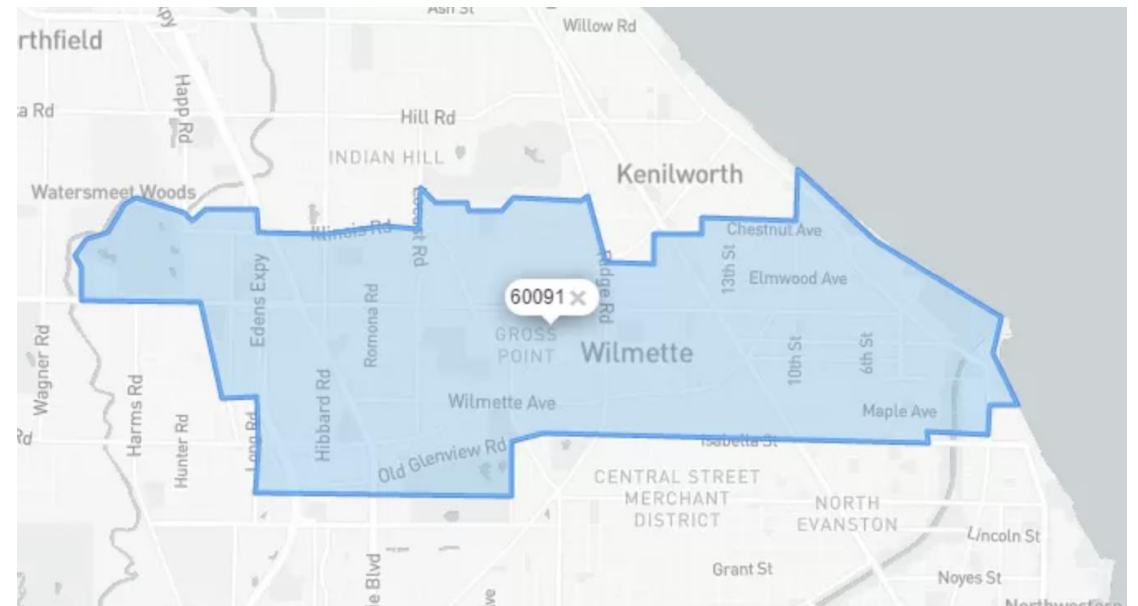 Ash St
Willow Rd
rthfield
Happ Rd
Hill Rd
INDIAN HILL
Kenilworth
Watersmeet Woods
Illinois Rd
Locust Rd
Chestnut Ave
13th St
Elmwood Ave
Edens Expy
Ridge Rd
60091
Romona Rd
GROSS
POINT
Wilmette
Wagner Rd
10th St
6th St
Harms Rd
Hibbard Rd
Wilmette Ave
Maple Ave
Hunter Rd
Long Rd
Isabella St
Old Glenview Rd
CENTRAL STREET
MERCHANT
DISTRICT
NORTH
EVANSTON
Lincoln St
Grant St
Noyes St
e Blvd
Northwestern